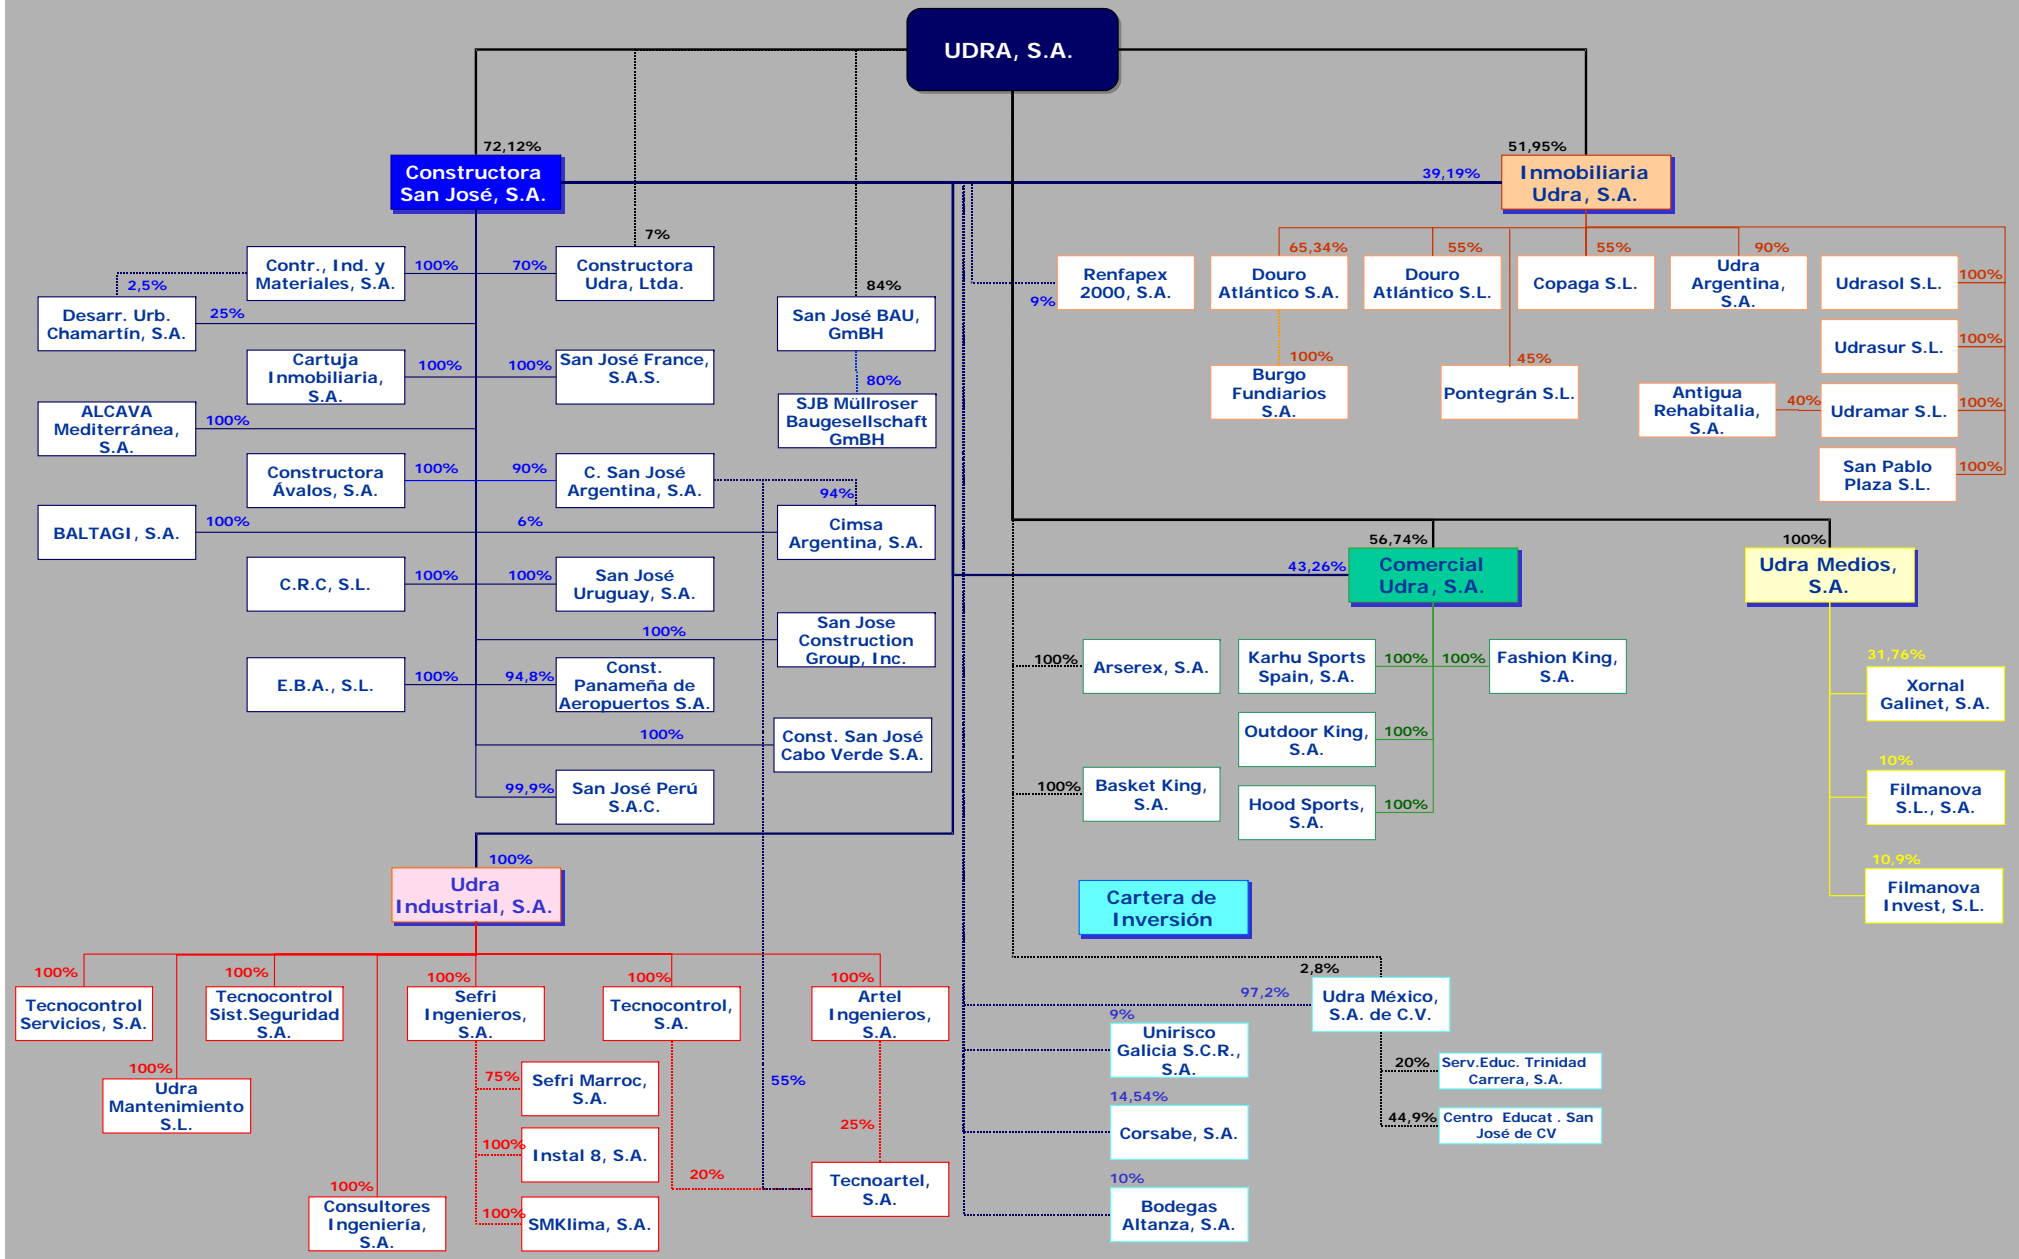 UDRA, S.A.
72,12%
Constructora
San José, S.A.
51,95%
39,19%
Inmobiliaria
Udra, S.A.
7%
Contr., Ind. y
Materiales, S.A.
100%
70%
Constructora
Udra, Ltda.
2,5%
Desarr. Urb.
Chamartín, S.A.
25%
84%
San José BAU,
GmBH
Cartuja
Inmobiliaria,
S.A.
100%
100%
San José France,
S.A.S.
80%
SJB Müllroser
Baugesellschaft
GmBH
ALCAVA
Mediterránea,
S.A.
100%
Constructora
Ávalos, S.A.
100%
90%
C. San José
Argentina, S.A.
94%
BALTAGI, S.A.
100%
6%
Cimsa
Argentina, S.A.
C.R.C, S.L.
100%
100%
San José
Uruguay, S.A.
100%
San Jose
Construction
Group, Inc.
E.B.A., S.L.
100%
94,8%
Const.
Panameña de
Aeropuertos S.A.
100%
Const. San José
Cabo Verde S.A.
99,9%
San José Perú
S.A.C.
9%
Renfapex
2000, S.A.
65,34%
Douro
Atlántico S.A.
55%
Douro
Atlántico S.L.
55%
Copaga S.L.
90%
Udra
Argentina,
S.A.
Udrasol S.L.
100%
Udrasur S.L.
100%
100%
Burgo
Fundiarios
S.A.
45%
Pontegrán S.L.
Antigua
Rehabitalia,
S.A.
40%
Udramar S.L.
100%
San Pablo
Plaza S.L.
100%
56,74%
43,26%
Comercial
Udra, S.A.
100%
Udra Medios,
S.A.
100%
Arserex, S.A.
Karhu Sports
Spain, S.A.
100%
100%
Fashion King,
S.A.
Outdoor King,
S.A.
100%
100%
Basket King,
S.A.
Hood Sports,
S.A.
100%
31,76%
Xornal
Galinet, S.A.
10%
Filmanova
S.L., S.A.
10,9%
Filmanova
Invest, S.L.
100%
Udra
Industrial, S.A.
Cartera de
Inversión
100%
Tecnocontrol
Servicios, S.A.
100%
Tecnocontrol
Sist.Seguridad
S.A.
100%
Sefri
Ingenieros,
S.A.
100%
Tecnocontrol,
S.A.
100%
Artel
Ingenieros,
S.A.
100%
Udra
Mantenimiento
S.L.
75%
Sefri Marroc,
S.A.
55%
100%
Instal 8, S.A.
25%
20%
Tecnoartel,
S.A.
100%
Consultores
Ingeniería,
S.A.
100%
SMKlima, S.A.
2,8%
97,2%
Udra México,
S.A. de C.V.
9%
Unirisco
Galicia S.C.R.,
S.A.
20%
Serv.Educ. Trinidad
Carrera, S.A.
14,54%
Corsabe, S.A.
44,9%
Centro Educat . San
José de CV
10%
Bodegas
Altanza, S.A.